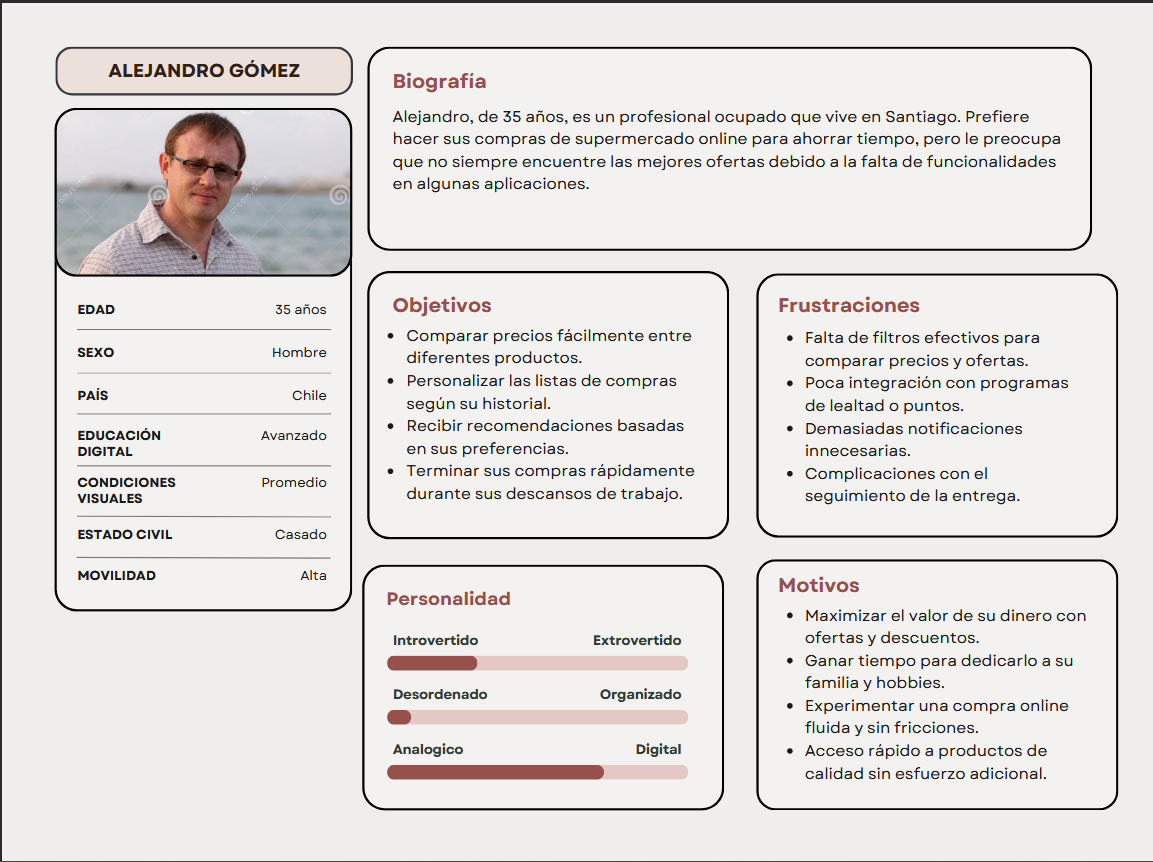 ALEJANDRO GÓMEZ
EDAD 35 años
SEXO Hombre
PAÍS Chile
EDUCACIÓN Avanzado
DIGITAL
CONDICIONES Promedio
VISUALES
ESTADO CIVIL Casado
MOVILIDAD Alta
Biografía
Alejandro, de 35 años, es un profesional ocupado que vive en Santiago. Prefiere
hacer sus compras de supermercado online para ahorrar tiempo, pero le preocupa
que no siempre encuentre las mejores ofertas debido a la falta de funcionalidades
en algunas aplicaciones.
Objetivos
• Comparar precios fácilmente entre
diferentes productos.
• Personalizar las listas de compras
según su historial.
• Recibir recomendaciones basadas
en sus preferencias.
• Terminar sus compras rápidamente
durante sus descansos de trabajo.
Frustraciones
• Falta de filtros efectivos para
comparar precios y ofertas.
• Poca integración con programas
de lealtad o puntos.
• Demasiadas notificaciones
innecesarias.
• Complicaciones con el
seguimiento de la entrega.
Personalidad
Introvertido Extrovertido
Desordenado Organizado
Analogico Digital
Motivos
• Maximizar el valor de su dinero con
ofertas y descuentos.
• Ganar tiempo para dedicarlo a su
familia y hobbies.
• Experimentar una compra online
fluida y sin fricciones.
• Acceso rápido a productos de
calidad sin esfuerzo adicional.